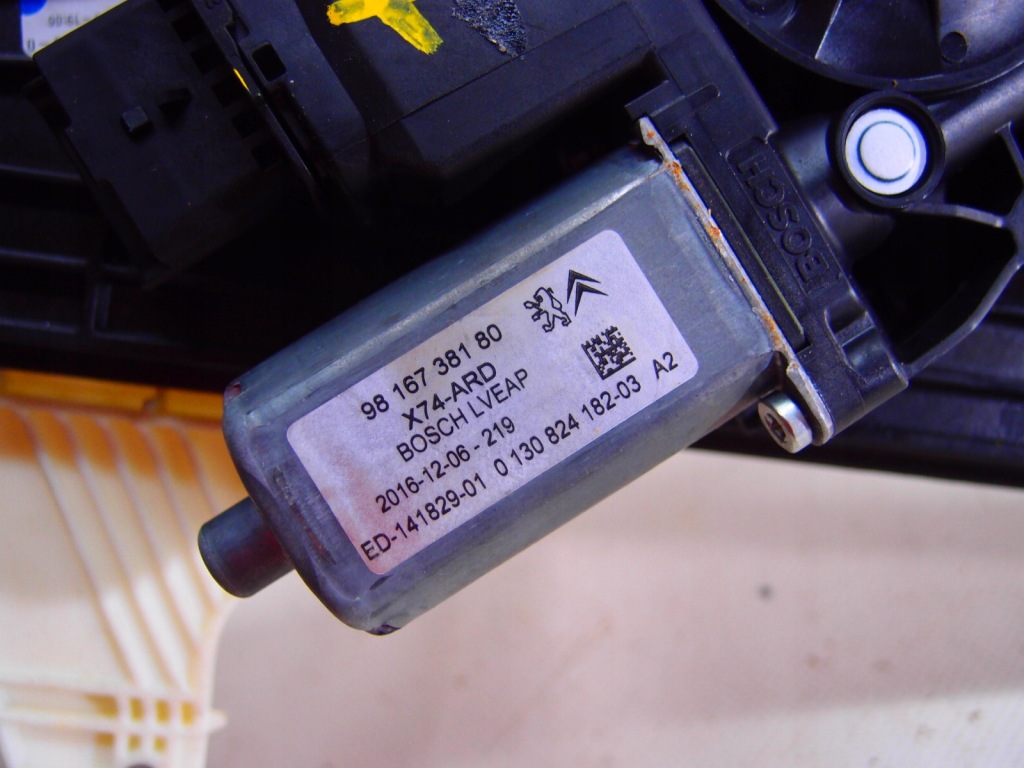 98 167 381 80
X74-ARD
BOSCH LVEAP
2016-12-06-219
ED-141829-01 0 130 824 182-03 A2
BOSCH